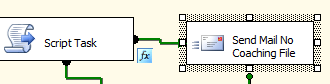 Script Task
fx
Send Mail No
Coaching File